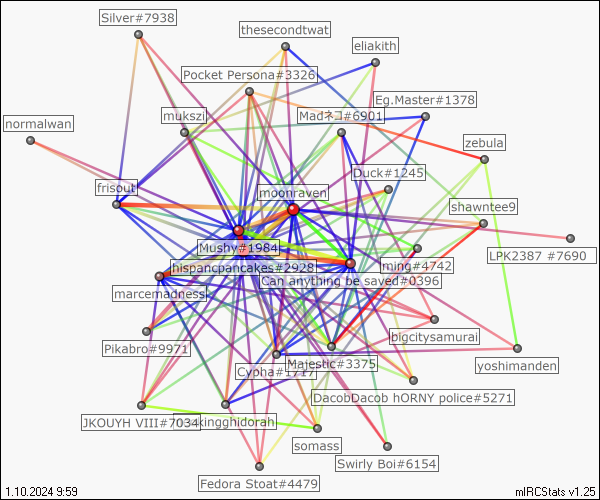 Silver#7938
thesecondtwat
eliakith
Pocket Persona#3326
Eg.Master#1378
mukszi
Madネコ#6901
normalwan
zebula
Duck#1245
frisout
moonraven
shawntee9
Mushy#1984
LPK2387 #7690
hispancpancakes#2928
ming#4742
Can anything be saved#0396
marcemadness
bigcitysamurai
Pikabro#9971
Majestic#3375
yoshimanden
Cypha#1717
DacobDacob hORNY police#5271
JKOUYH VIII#7034
kingghidorah
somass
Swirly Boi#6154
Fedora Stoat#4479
1.10.2024 9:59
mIRCStats v1.25